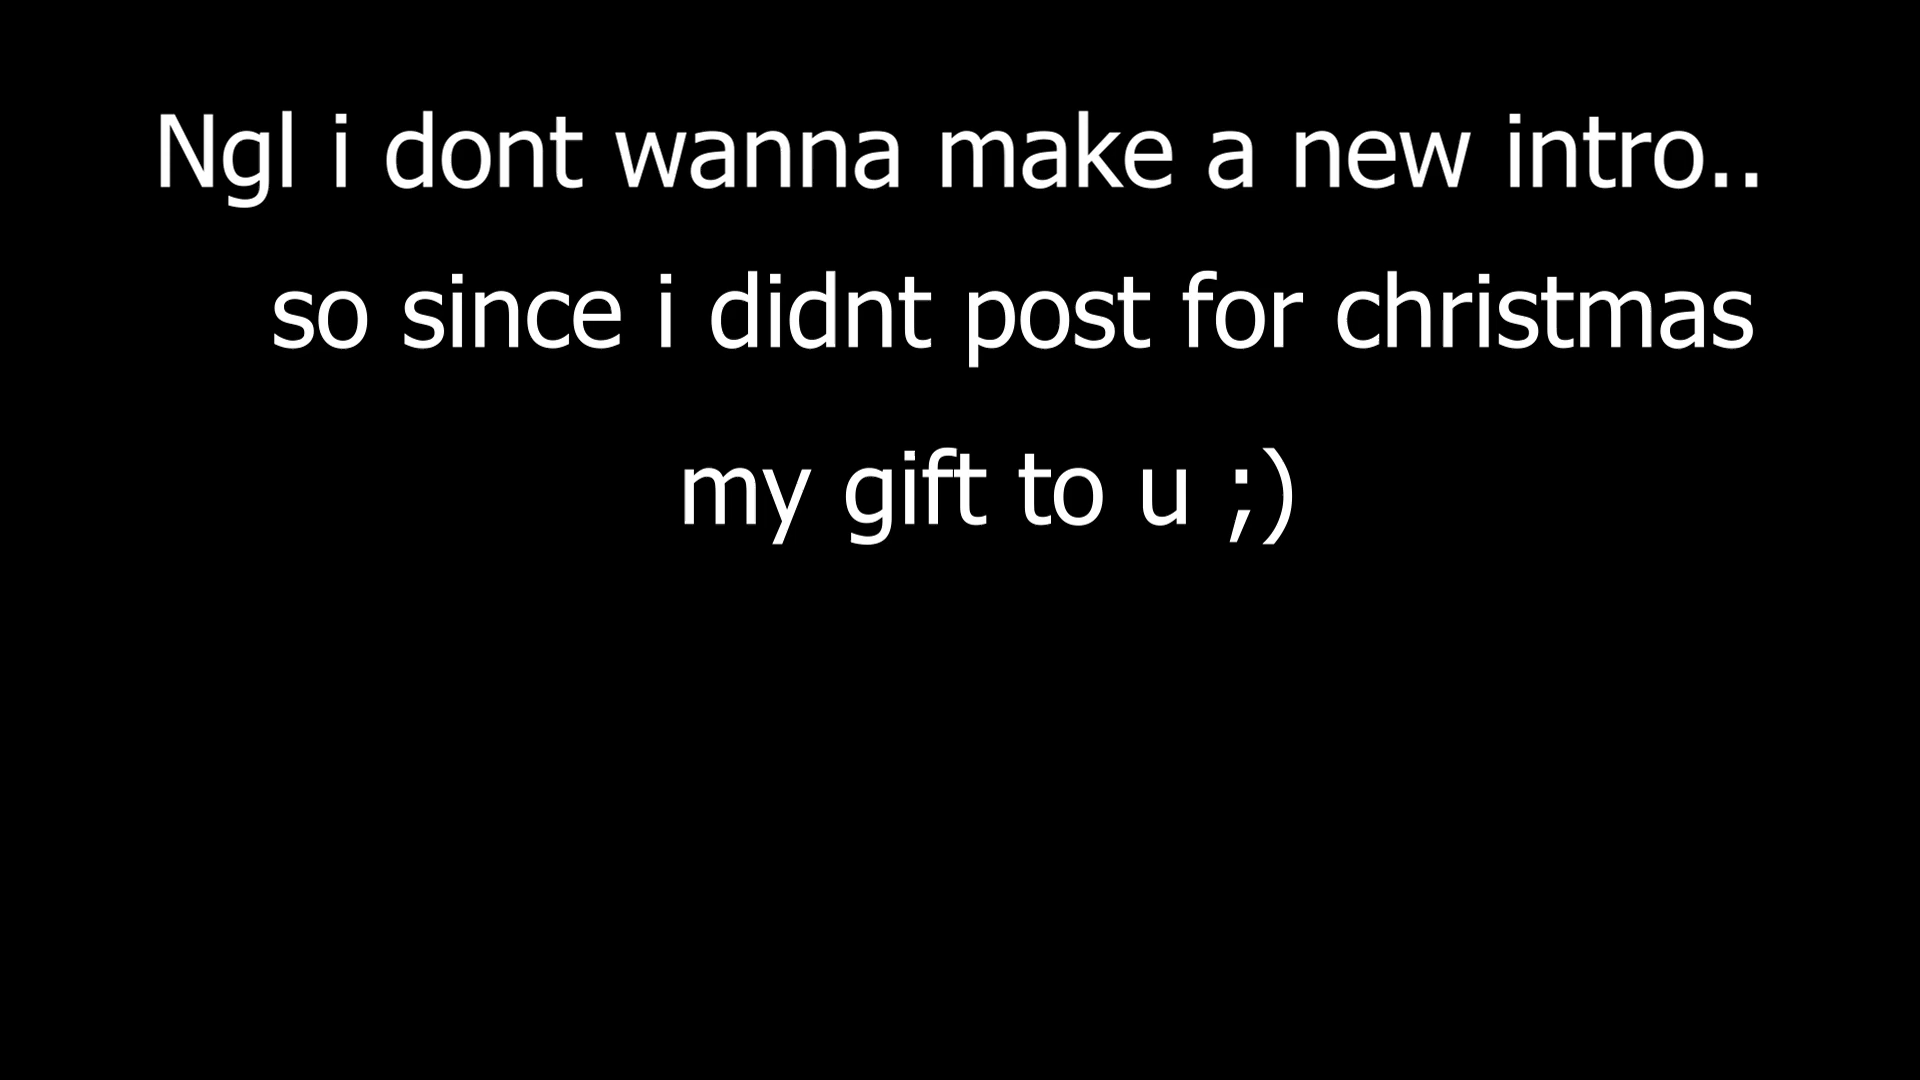 Ngl i dont wanna make a new intro..
so since i didnt post for christmas
my gift to u ;)